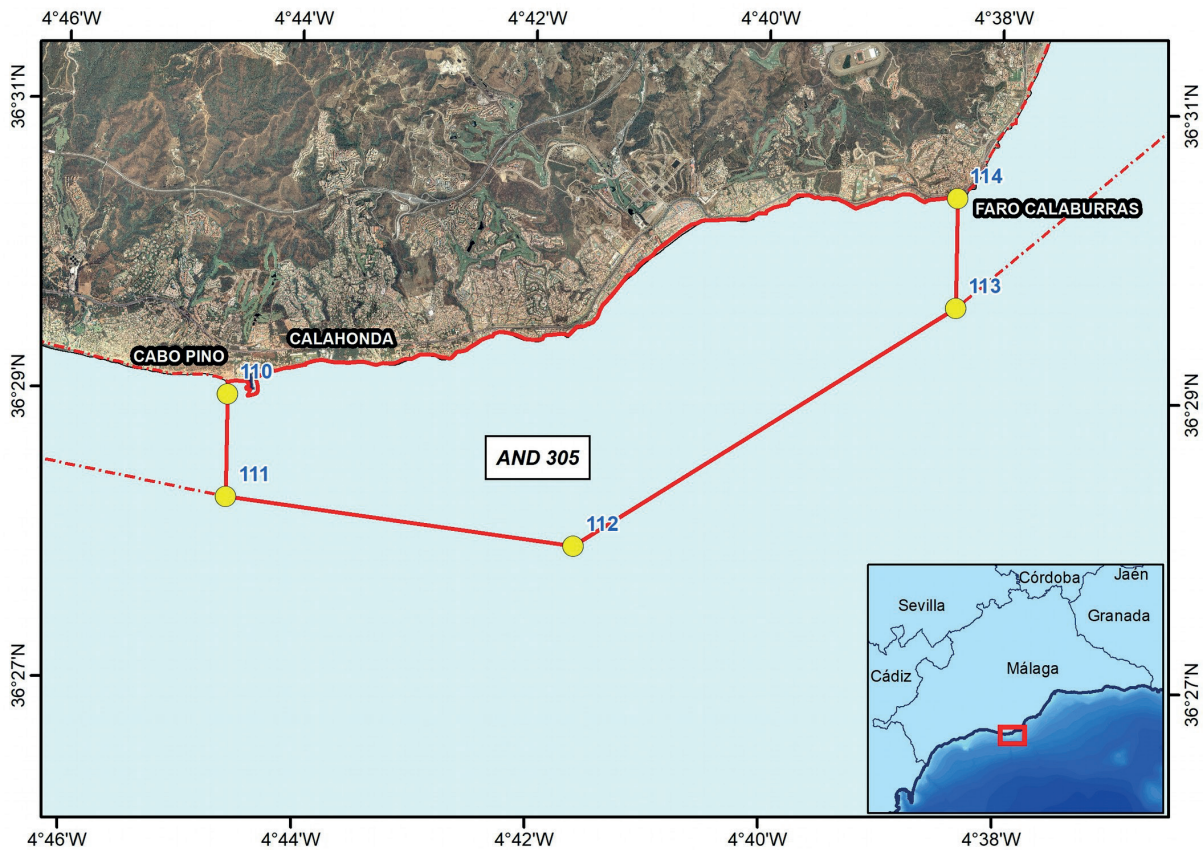 4°46'W
4°44'W
4°42'W
4°40'W
4°38'W
36°31'N
36°31'N
114
FARO CALABURRAS
113
CALAHONDA
CABO PINO
110
36°29'N
36°29'N
AND 305
111
112
Córdoba
Jaén
Sevilla
Granada
Málaga
Cádiz
36°27'N
36°27'N
4°46'W
4°44'W
4°42'W
4°40'W
4°38'W